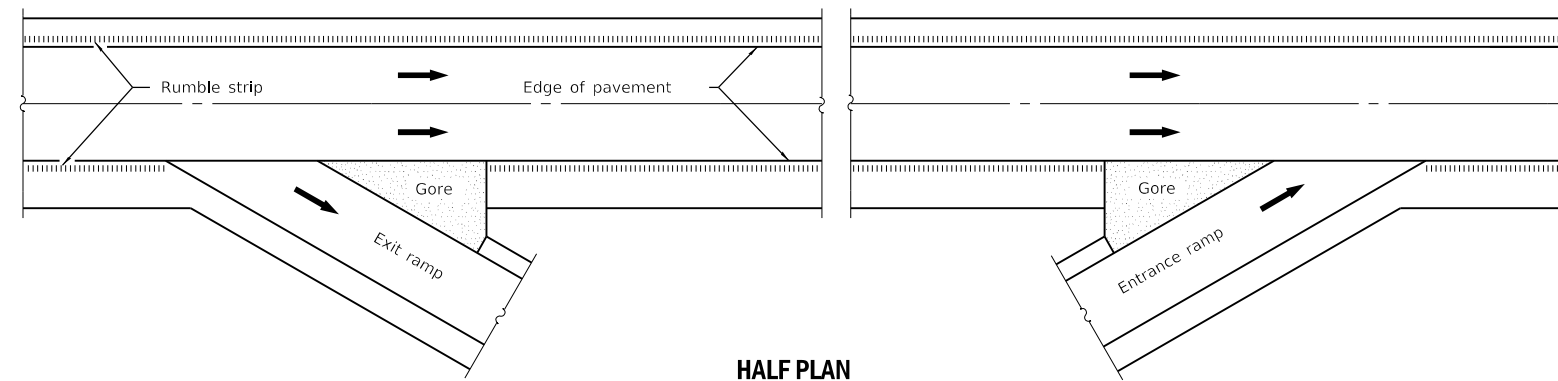 Rumble strip
Edge of pavement
Gore
Exit ramp
Gore
Entrance ramp
HALF PLAN